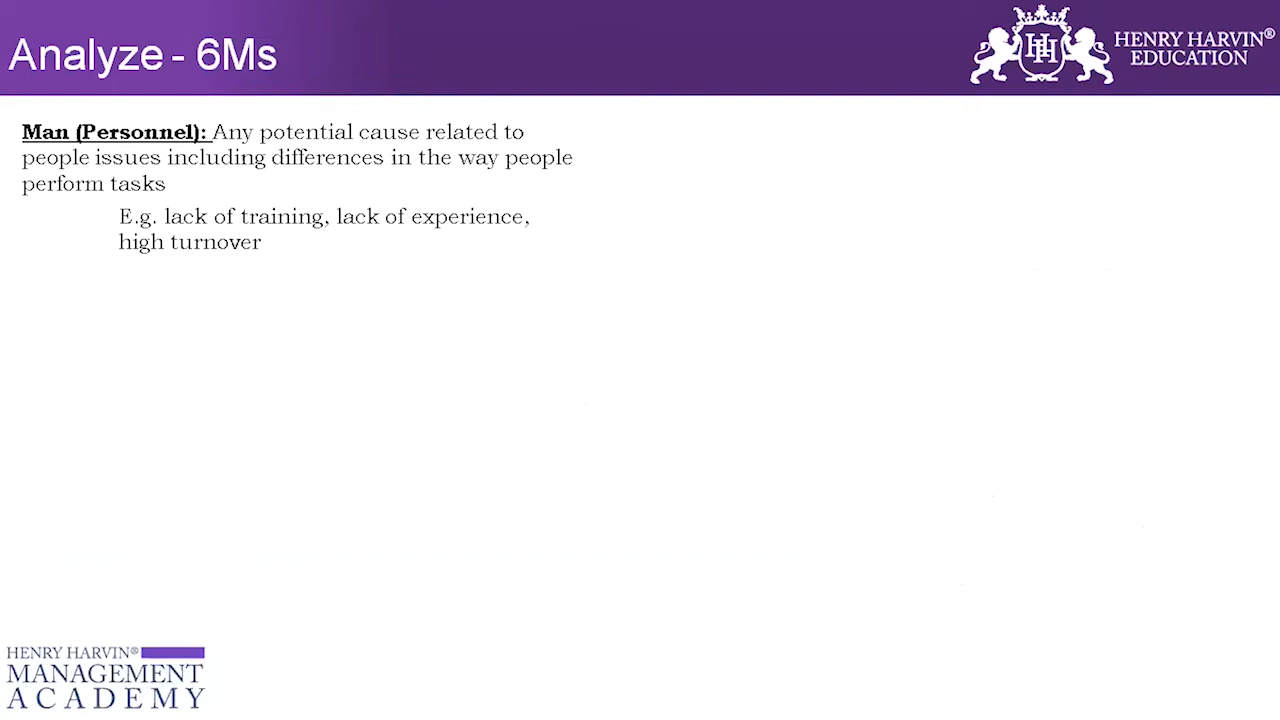 Analyze - 6Ms
HENRY HARVIN®
EDUCATION
Man (Personnel): Any potential cause related to
people issues including differences in the way people
perform tasks
E.g. lack of training, lack of experience,
high turnover
HENRY HARVIN®
MANAGEMENT
ACADEMY